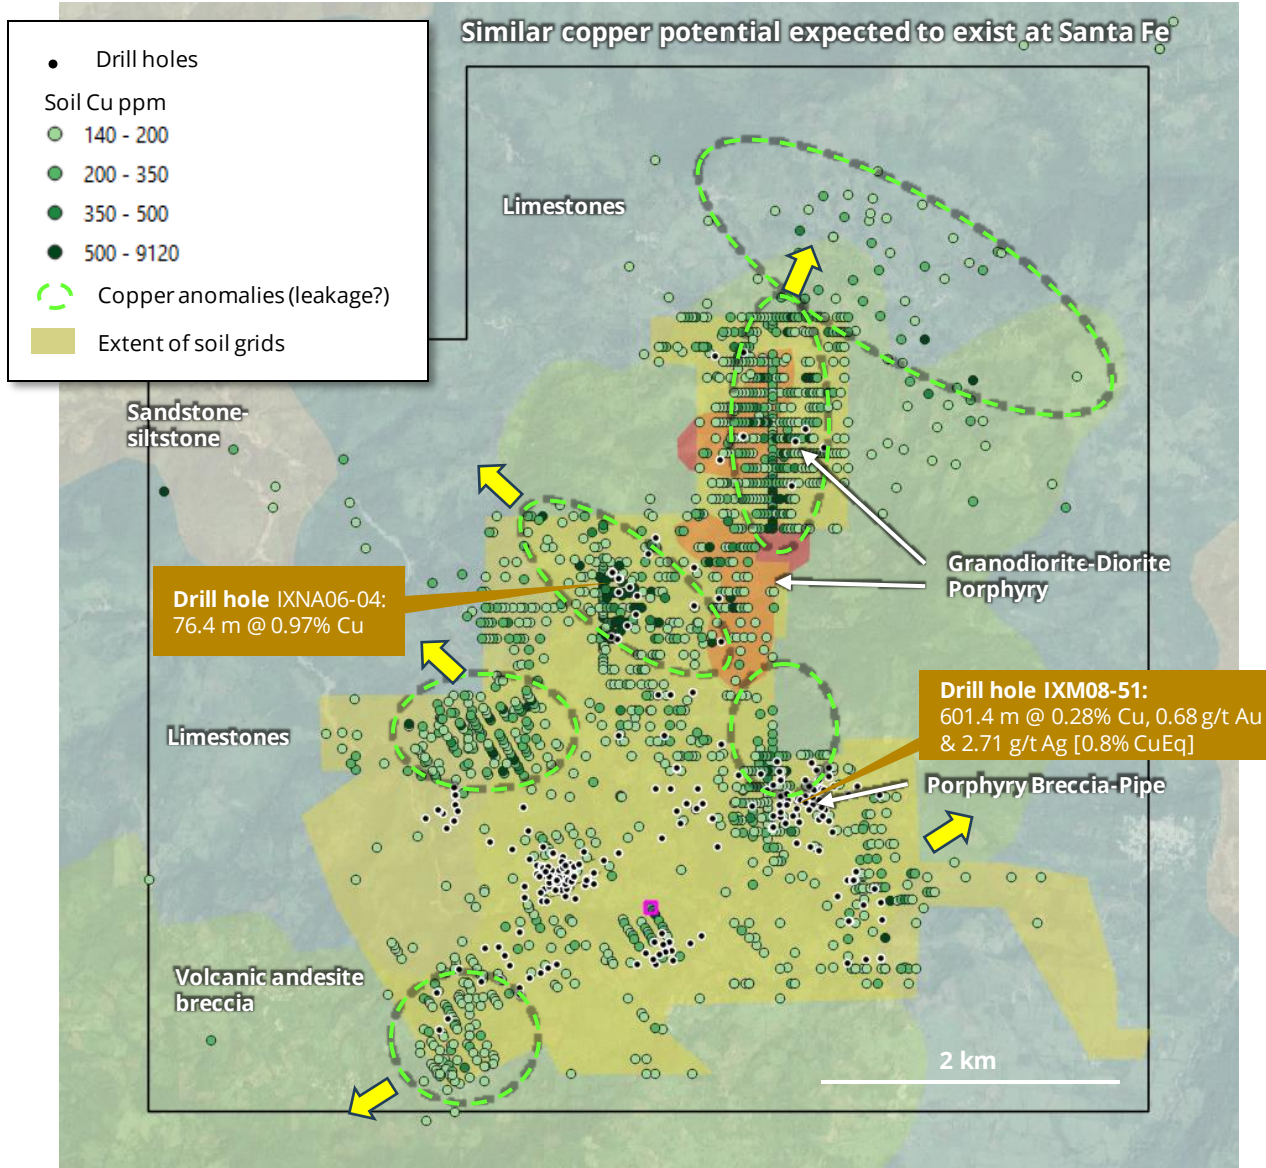 Similar copper potential expected to exist at Santa Fe
Drill holes
Soil Cu ppm
140 - 200
200 - 350
350 - 500
500 - 9120
Copper anomalies (leakage?)
Extent of soil grids
Limestones
Sandstone-
siltstone
Granodiorite-Diorite
Porphyry
Drill hole IXNA06-04:
76.4 m @ 0.97% Cu
Drill hole IXM08-51:
601.4 m @ 0.28% Cu, 0.68 g/t Au
& 2.71 g/t Ag [0.8% CuEq]
Limestones
Porphyry Breccia-Pipe
Volcanic andesite
breccia
2 km